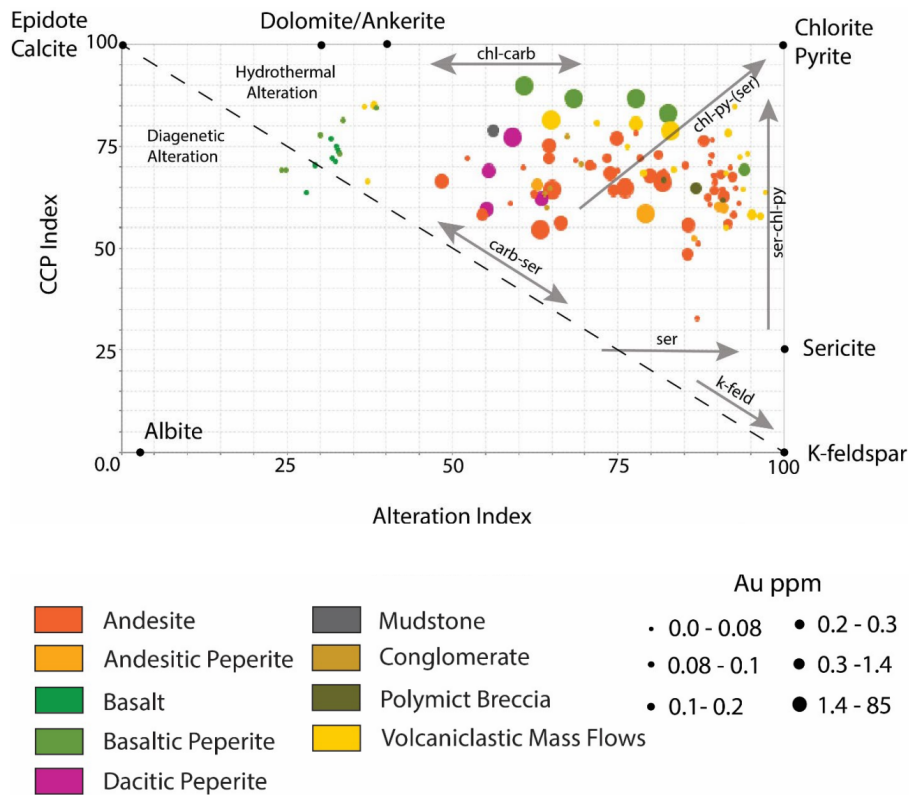 Epidote
Calcite
Dolomite/Ankerite
Chlorite
Pyrite
100
chl-carb
Hydrothermal
Alteration
chl-py-(ser)
Diagenetic
Alteration
75
CCP Index
ser-chl-py
50
carb-ser
25
ser
Sericite
k-feld
Albite
K-feldspar
0.0
25
50
75
100
Alteration Index
Au ppm
Andesite
Mudstone
0.0 - 0.08
0.2 - 0.3
Andesitic Peperite
Conglomerate
0.08 - 0.1
0.3 -1.4
Basalt
Polymict Breccia
0.1- 0.2
1.4 - 85
Basaltic Peperite
Volcaniclastic Mass Flows
Dacitic Peperite